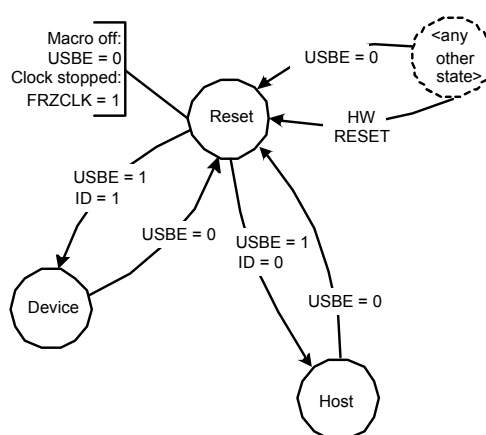 Macro off:
USBE = 0
Clock stopped:
FRZCLK = 1
USBE = 0
<any
other
state>
Reset
HW
RESET
USBE = 1
ID = 1
USBE = 0
USBE = 1
ID = 0
USBE = 0
Device
Host